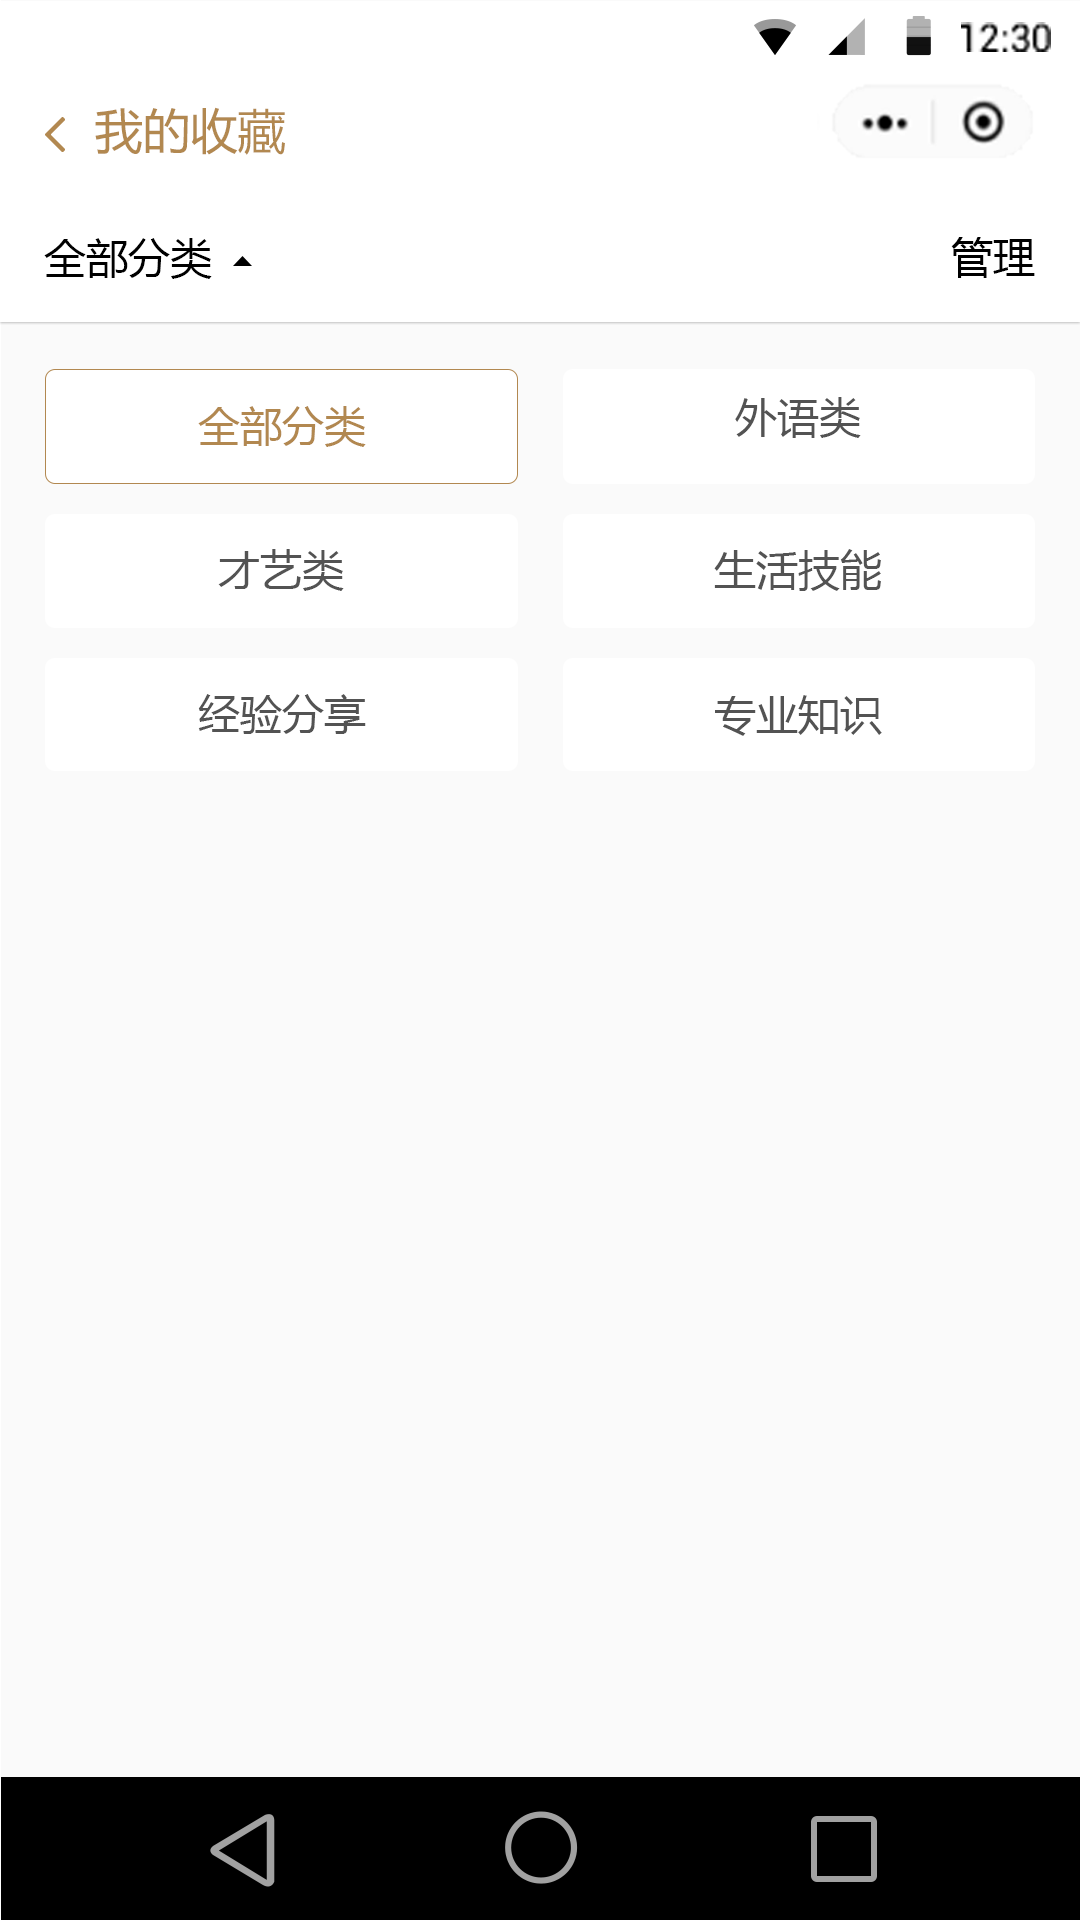 12:30
我的收藏
全部分类 管理
全部分类 外语类
才艺类 生活技能
经验分享 专业知识